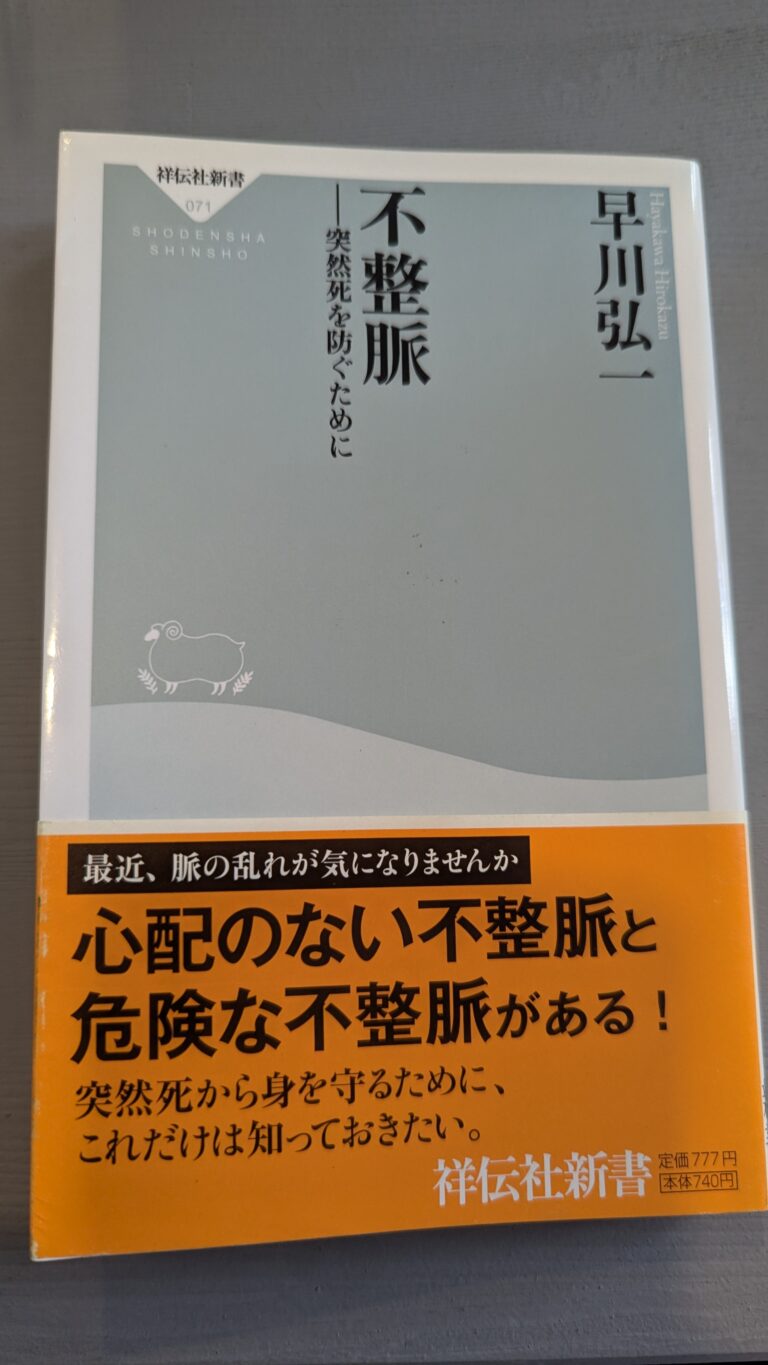 祥伝社新書
071
SHODENSHA
SHINSHO
早川弘一
Hayakawa Hirokazu
不整脈
―突然死を防ぐために
最近、脈の乱れが気になりませんか
心配のない不整脈と
危険な不整脈がある！
突然死から身を守るために、
これだけは知っておきたい。
祥伝社新書
定価777円
本体740円